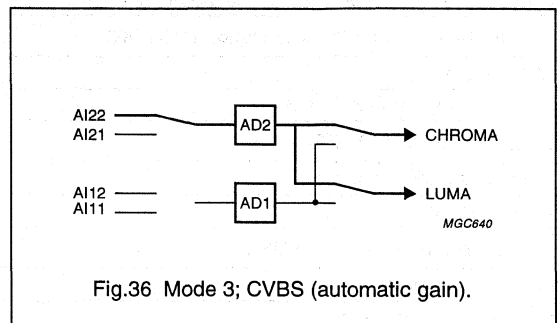 AI22
AI21
AD2
CHROMA
AI12
AI11
AD1
LUMA
MGC640
Fig.36 Mode 3; CVBS (automatic gain).